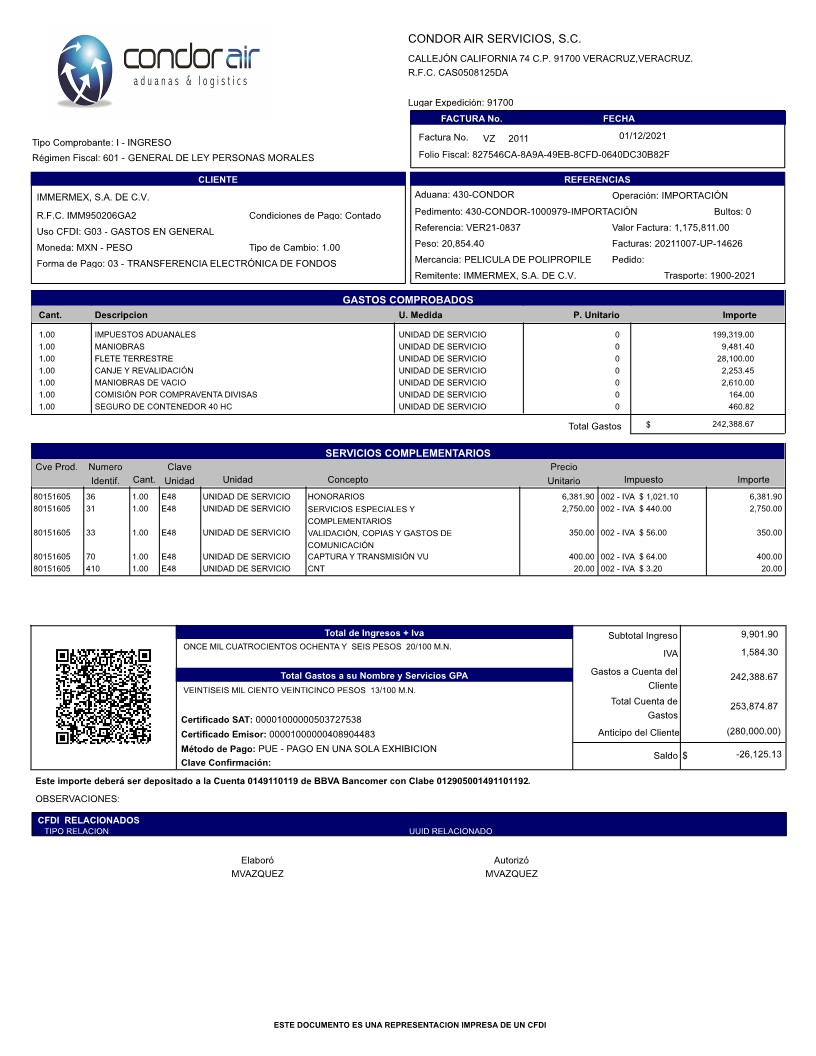 condor air
aduanas & logistics
CONDOR AIR SERVICIOS, S.C.
CALLEJÓN CALIFORNIA 74 C.P. 91700 VERACRUZ,VERACRUZ.
R.F.C. CAS0508125DA
Lugar Expedición: 91700
FACTURA No. FECHA
Factura No. VZ 2011 01/12/2021
Folio Fiscal: 827546CA-8A9A-49EB-8CFD-0640DC30B82F
Tipo Comprobante: I - INGRESO
Régimen Fiscal: 601 - GENERAL DE LEY PERSONAS MORALES
CLIENTE
IMMERMEX, S.A. DE C.V.
R.F.C. IMM950206GA2 Condiciones de Pago: Contado
Uso CFDI: G03 - GASTOS EN GENERAL
Moneda: MXN - PESO Tipo de Cambio: 1.00
Forma de Pago: 03 - TRANSFERENCIA ELECTRÓNICA DE FONDOS
REFERENCIAS
Aduana: 430-CONDOR Operación: IMPORTACIÓN
Pedimento: 430-CONDOR-1000979-IMPORTACIÓN Bultos: 0
Referencia: VER21-0837 Valor Factura: 1,175,811.00
Peso: 20,854.40 Facturas: 20211007-UP-14626
Mercancia: PELICULA DE POLIPROPILE Pedido:
Remitente: IMMERMEX, S.A. DE C.V. Trasporte: 1900-2021
GASTOS COMPROBADOS
Cant. Descripcion U. Medida P. Unitario Importe
1.00 IMPUESTOS ADUANALES UNIDAD DE SERVICIO 0 199,319.00
1.00 MANIOBRAS UNIDAD DE SERVICIO 0 9,481.40
1.00 FLETE TERRESTRE UNIDAD DE SERVICIO 0 28,100.00
1.00 CANJE Y REVALIDACIÓN UNIDAD DE SERVICIO 0 2,253.45
1.00 MANIOBRAS DE VACIO UNIDAD DE SERVICIO 0 2,610.00
1.00 COMISIÓN POR COMPRAVENTA DIVISAS UNIDAD DE SERVICIO 0 164.00
1.00 SEGURO DE CONTENEDOR 40 HC UNIDAD DE SERVICIO 0 460.82
Total Gastos $ 242,388.67
SERVICIOS COMPLEMENTARIOS
Cve Prod. Numero Clave Precio
Identif. Cant. Unidad Unidad Concepto Unitario Impuesto Importe
80151605 36 1.00 E48 UNIDAD DE SERVICIO HONORARIOS 6,381.90 002 - IVA $ 1,021.10 6,381.90
80151605 31 1.00 E48 UNIDAD DE SERVICIO SERVICIOS ESPECIALES Y 2,750.00 002 - IVA $ 440.00 2,750.00
COMPLEMENTARIOS
80151605 33 1.00 E48 UNIDAD DE SERVICIO VALIDACIÓN, COPIAS Y GASTOS DE 350.00 002 - IVA $ 56.00 350.00
COMUNICACIÓN
80151605 70 1.00 E48 UNIDAD DE SERVICIO CAPTURA Y TRANSMISIÓN VU 400.00 002 - IVA $ 64.00 400.00
80151605 410 1.00 E48 UNIDAD DE SERVICIO CNT 20.00 002 - IVA $ 3.20 20.00
Total de Ingresos + Iva
ONCE MIL CUATROCIENTOS OCHENTA Y SEIS PESOS 20/100 M.N.
Total Gastos a su Nombre y Servicios GPA
VEINTISEIS MIL CIENTO VEINTICINCO PESOS 13/100 M.N.
Certificado SAT: 00001000000503727538
Certificado Emisor: 00001000000408904483
Método de Pago: PUE - PAGO EN UNA SOLA EXHIBICION
Clave Confirmación:
Subtotal Ingreso 9,901.90
IVA 1,584.30
Gastos a Cuenta del
Cliente 242,388.67
Total Cuenta de
Gastos 253,874.87
Anticipo del Cliente (280,000.00)
Saldo $ -26,125.13
Este importe deberá ser depositado a la Cuenta 0149110119 de BBVA Bancomer con Clabe 012905001491101192.
OBSERVACIONES:
CFDI RELACIONADOS
TIPO RELACION UUID RELACIONADO
Elaboró Autorizó
MVAZQUEZ MVAZQUEZ
ESTE DOCUMENTO ES UNA REPRESENTACION IMPRESA DE UN CFDI